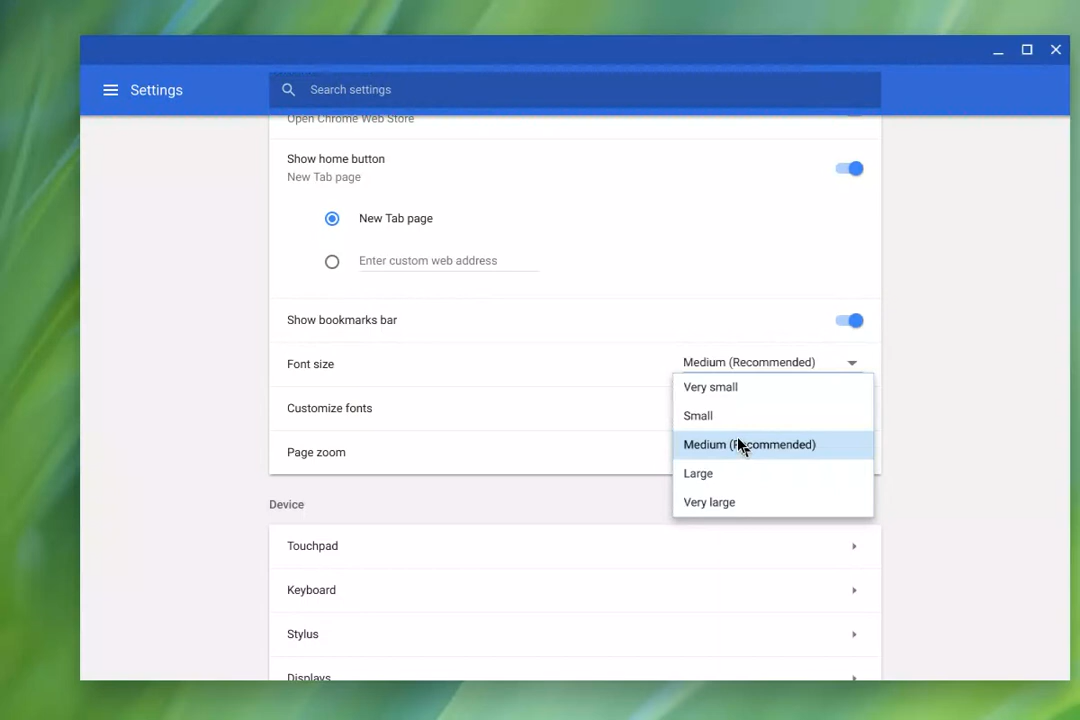 Settings
Search settings
Open Chrome Web Store
Show home button
New Tab page
New Tab page
Enter custom web address
Show bookmarks bar
Font size
Medium (Recommended)
Very small
Small
Customize fonts
Medium (Recommended)
Page zoom
Large
Very large
Device
Touchpad
Keyboard
Stylus
Displays